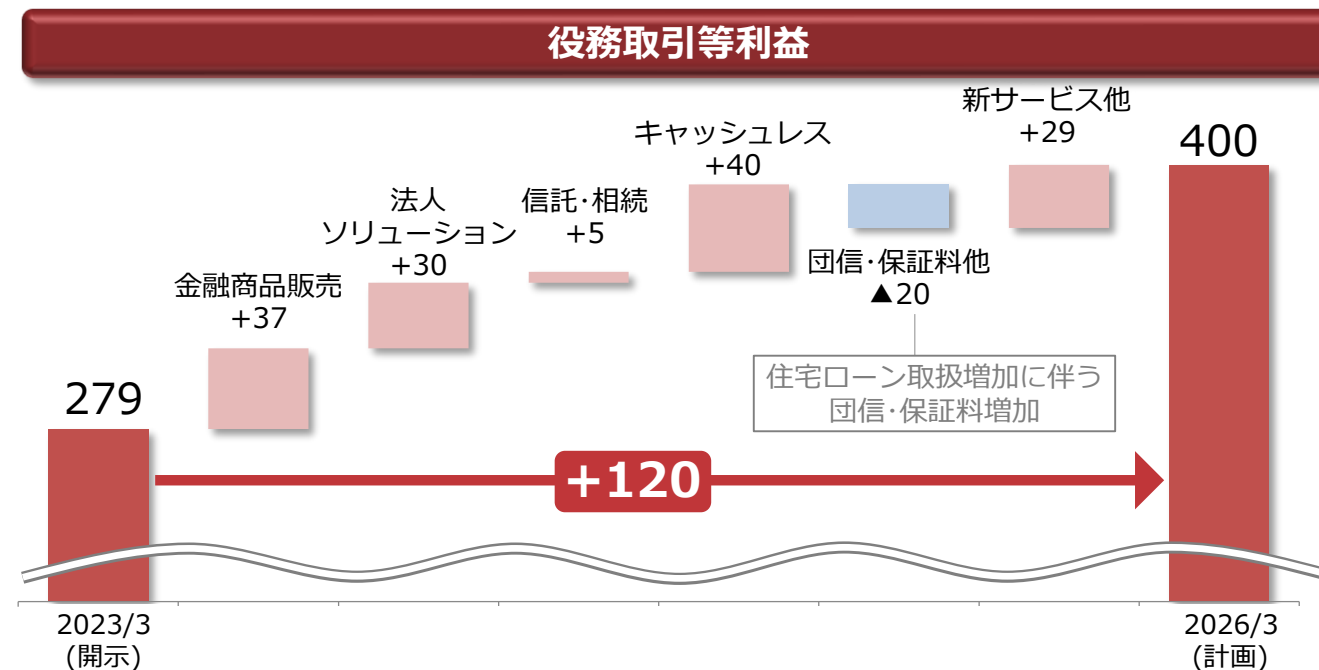 役務取引等利益
279
金融商品販売
+37
法人
ソリューション
+30
信託・相続
+5
キャッシュレス
+40
団信・保証料他
▲20
住宅ローン取扱増加に伴う
団信・保証料増加
新サービス他
+29
400
+120
2023/3
(開示)
2026/3
(計画)